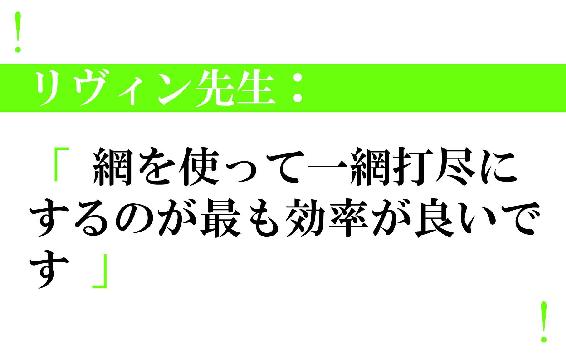 !
リヴィン先生：
「 網を使って一網打尽に
するのが最も効率が良いで
す 」
!